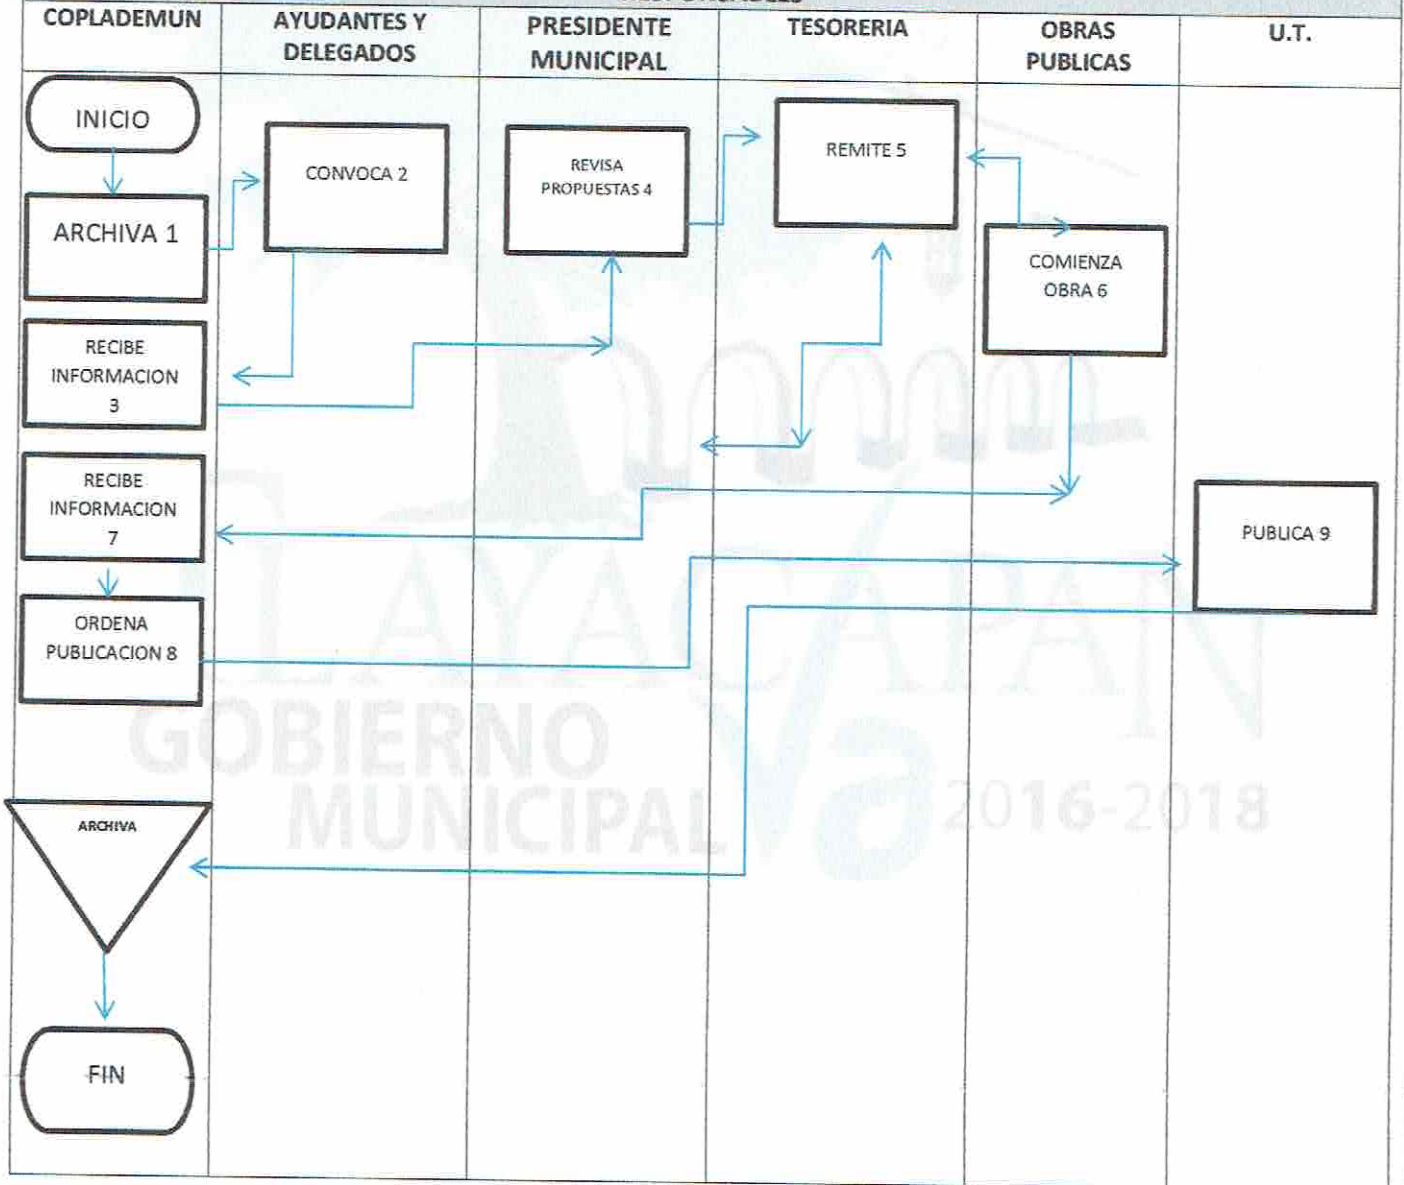 COPLADEMUN
AYUDANTES Y
DELEGADOS
PRESIDENTE
MUNICIPAL
TESORERIA
OBRAS
PUBLICAS
U.T.
INICIO
ARCHIVA 1
CONVOCA 2
REVISA
PROPUESTAS 4
REMITE 5
COMIENZA
OBRA 6
RECIBE
INFORMACION
3
RECIBE
INFORMACION
7
PUBLICA 9
ORDENA
PUBLICACION 8
ARCHIVA
FIN
TLAYACAPAN
Va
GOBIERNO
MUNICIPAL
2016-2018